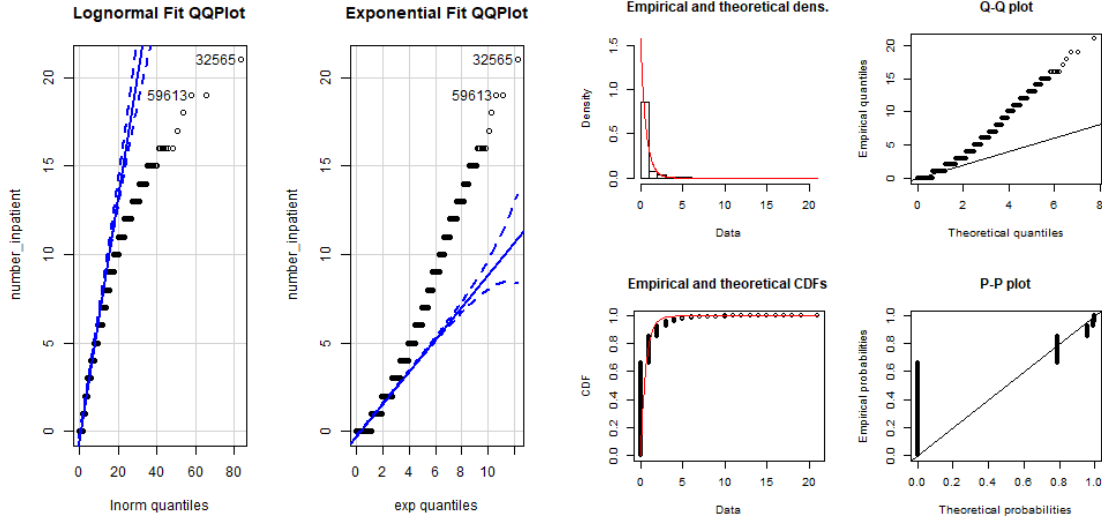 Lognormal Fit QQPlot
number_inpatient
20
15
10
5
0
32565
59613
0 20 40 60 80
lnorm quantiles
Exponential Fit QQPlot
number_inpatient
20
15
10
5
0
32565
59613
0 2 4 6 8 10
exp quantiles
Empirical and theoretical dens.
Density
1.5
1.0
0.5
0.0
0 5 10 15 20
Data
Q-Q plot
Empirical quantiles
20
15
10
5
0
0 2 4 6 8
Theoretical quantiles
Empirical and theoretical CDFs
CDF
1.0
0.8
0.6
0.4
0.2
0.0
0 5 10 15 20
Data
P-P plot
Empirical probabilities
1.0
0.8
0.6
0.4
0.2
0.0
0.0 0.2 0.4 0.6 0.8 1.0
Theoretical probabilities